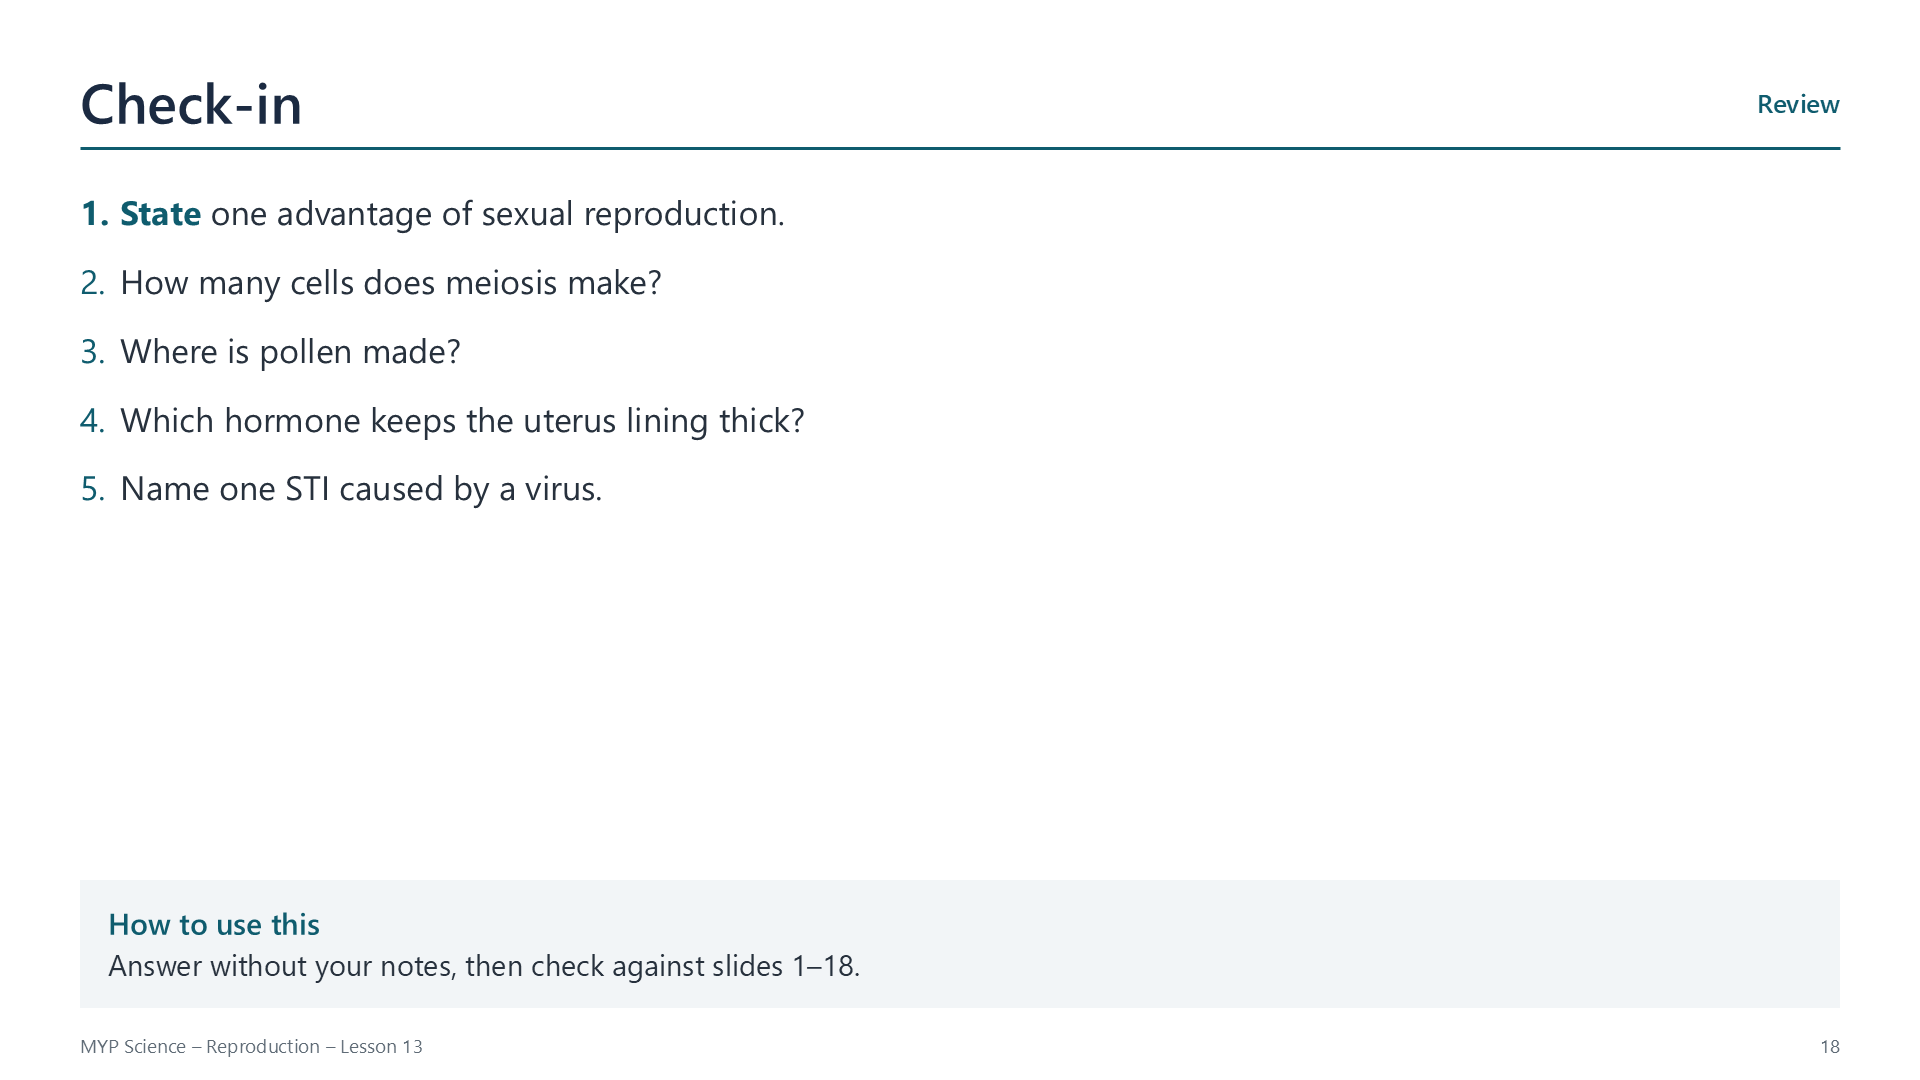 Check-in
Review
1. State one advantage of sexual reproduction.
2. How many cells does meiosis make?
3. Where is pollen made?
4. Which hormone keeps the uterus lining thick?
5. Name one STI caused by a virus.
How to use this
Answer without your notes, then check against slides 1–18.
MYP Science – Reproduction – Lesson 13
18